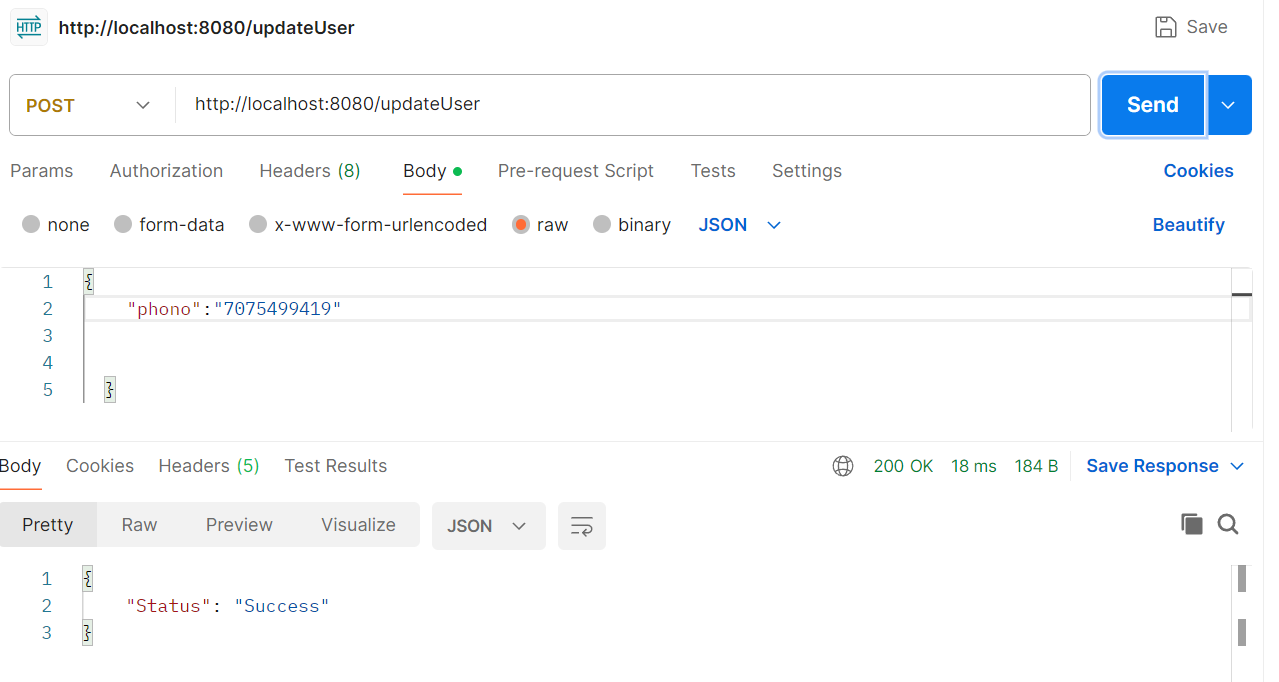 HTTP http://localhost:8080/updateUser Save
POST http://localhost:8080/updateUser Send
Params Authorization Headers (8) Body Pre-request Script Tests Settings Cookies
none form-data x-www-form-urlencoded raw binary JSON Beautify
1 {
2 "phono":"7075499419"
3
4
5 }
Body Cookies Headers (5) Test Results 200 OK 18 ms 184 B Save Response
Pretty Raw Preview Visualize JSON
1 {
2 "Status": "Success"
3 }